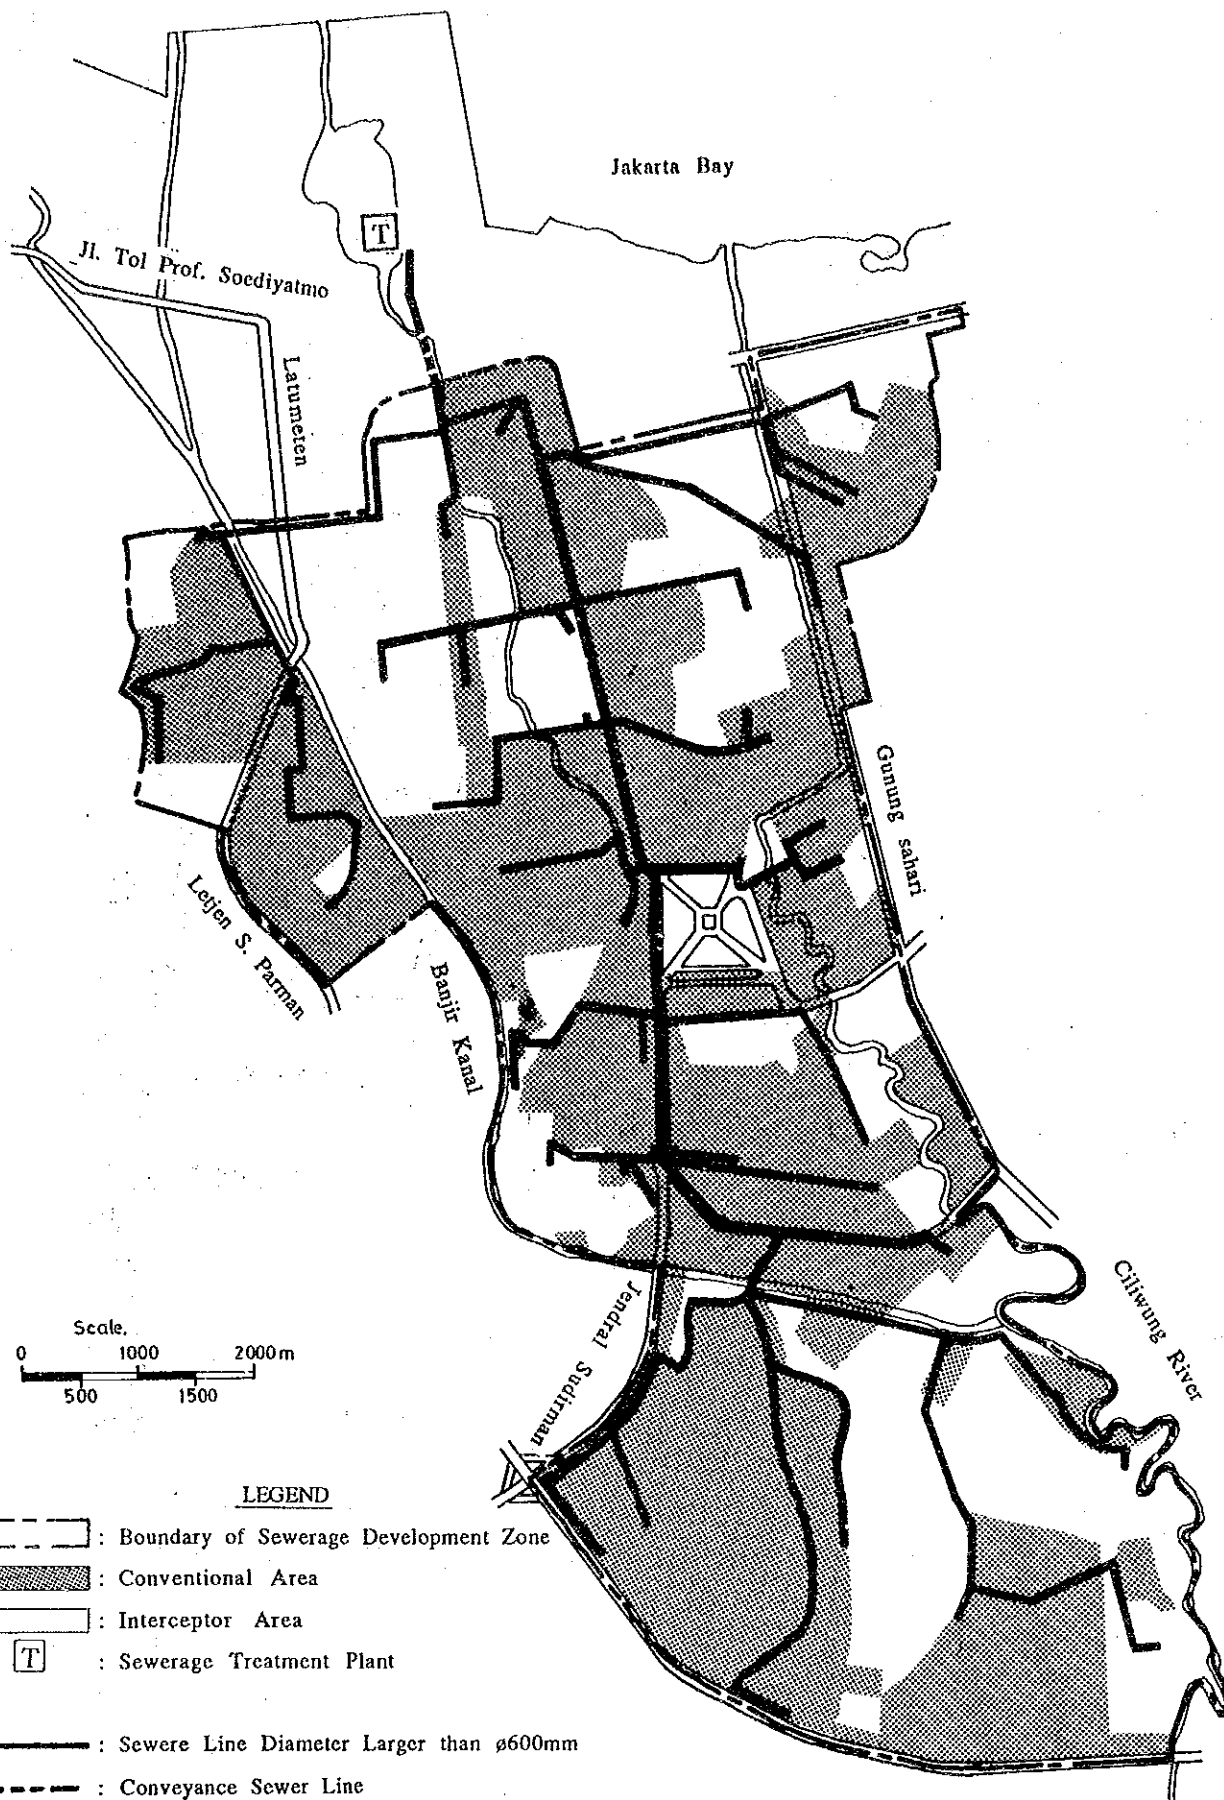 Jakarta Bay
T
Jl. Tol Prof. Soediyatmo
Latumeten
Gunung sahari
Letjen S. Parman
Banjir Kanal
Jendral Sudirman
Ciliwung River
Scale.
0 1000 2000m
500 1500
LEGEND
: Boundary of Sewerage Development Zone
: Conventional Area
: Interceptor Area
T : Sewerage Treatment Plant
: Sewere Line Diameter Larger than ø600mm
: Conveyance Sewer Line